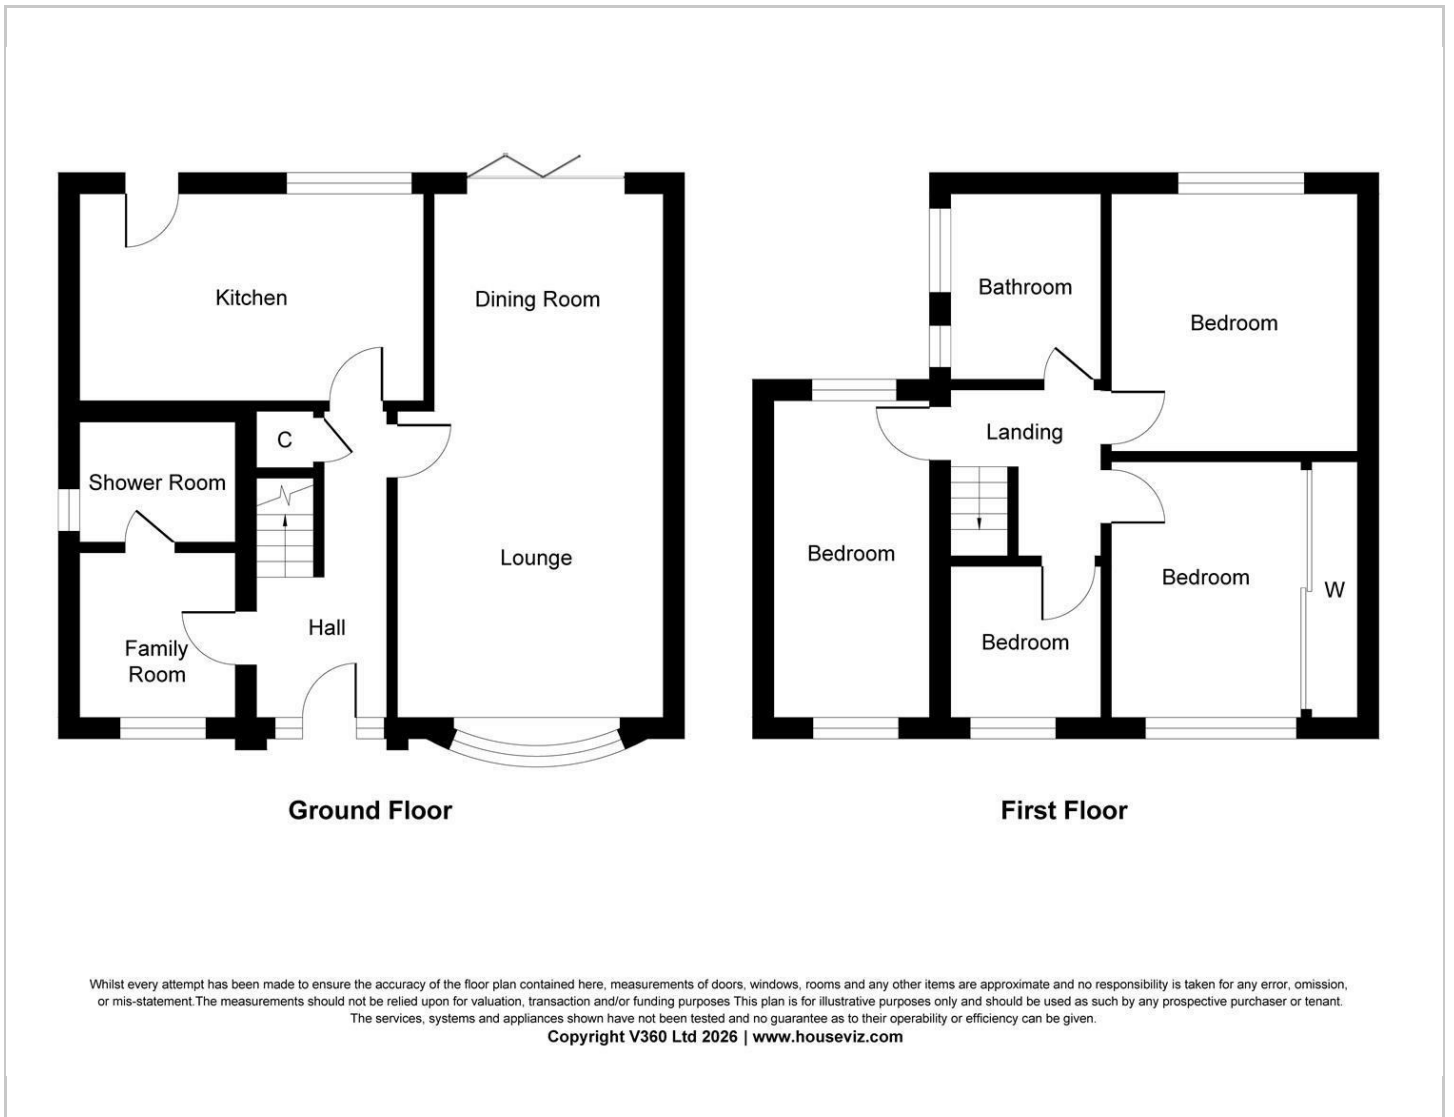 Kitchen
Dining Room
C
Shower Room
Lounge
Hall
Family
Room
Ground Floor
Bathroom
Bedroom
Landing
Bedroom
Bedroom
W
Bedroom
First Floor
Whilst every attempt has been made to ensure the accuracy of the floor plan contained here, measurements of doors, windows, rooms and any other items are approximate and no responsibility is taken for any error, omission,
or mis-statement.The measurements should not be relied upon for valuation, transaction and/or funding purposes This plan is for illustrative purposes only and should be used as such by any prospective purchaser or tenant.
The services, systems and appliances shown have not been tested and no guarantee as to their operability or efficiency can be given.
Copyright V360 Ltd 2026 | www.houseviz.com